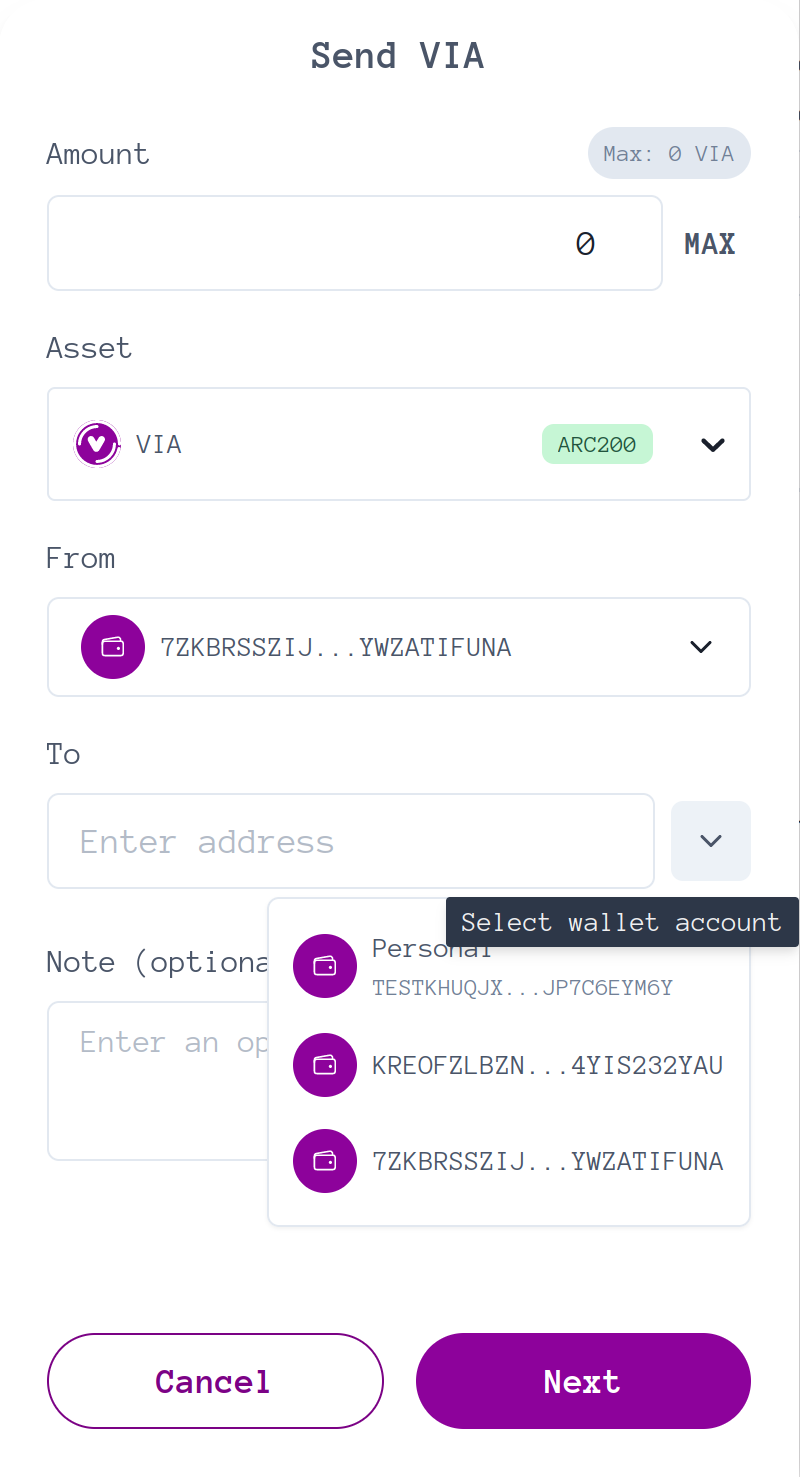 Send VIA
Amount
Max: 0 VIA
0
MAX
Asset
VIA
ARC200
From
7ZKBRSSZIJ...YWZATIFUNA
To
Enter address
Select wallet account
Personal
TESTKHUQJX...JP7C6EYM6Y
Note (optiona
Enter an op
KREOFZLBZN...4YIS232YAU
7ZKBRSSZIJ...YWZATIFUNA
Cancel
Next